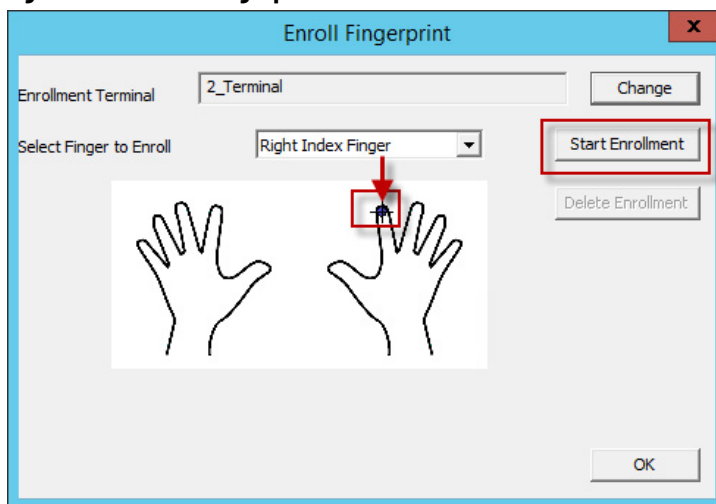 Enroll Fingerprint
x
Enrollment Terminal 2_Terminal Change
Select Finger to Enroll Right Index Finger Start Enrollment
Delete Enrollment
OK